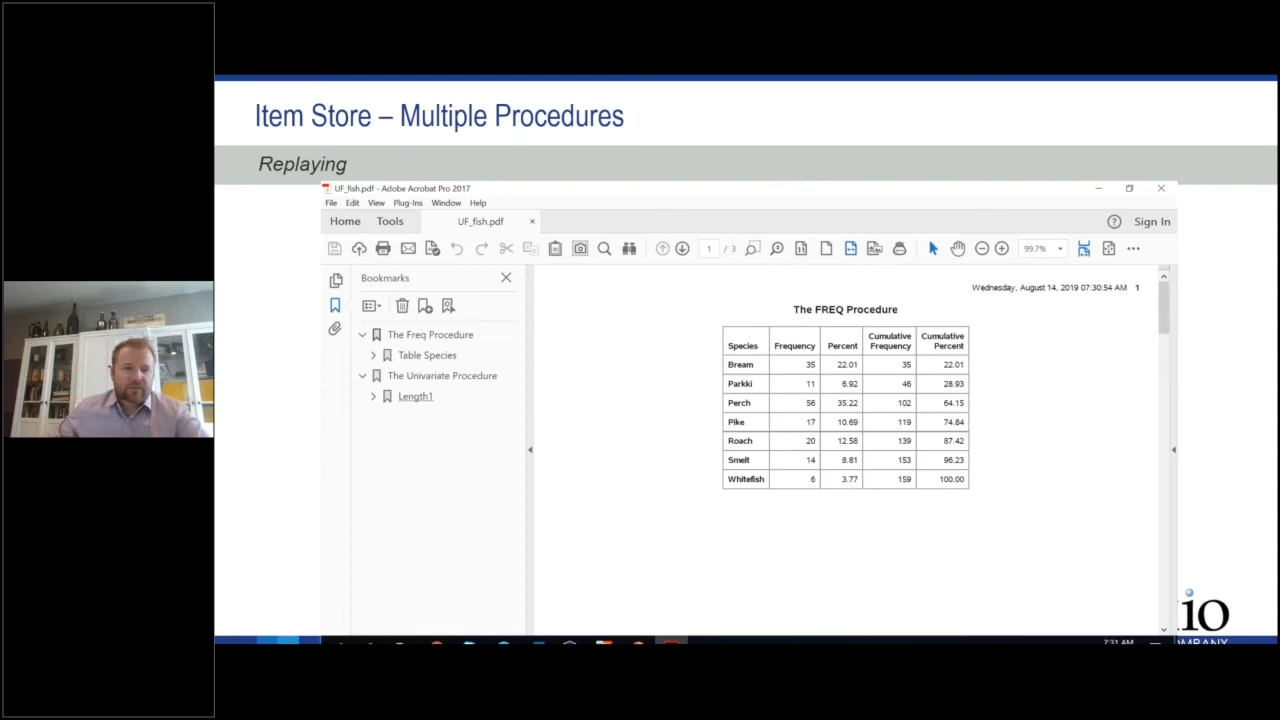 Item Store – Multiple Procedures
Replaying
UF_fish.pdf - Adobe Acrobat Pro 2017
File Edit View Plug-Ins Window Help
Home Tools UF_fish.pdf × Sign In
1 / 3 99.7%
Bookmarks
The Freq Procedure
Table Species
The Univariate Procedure
Length1
Wednesday, August 14, 2019 07:30:54 AM 1
The FREQ Procedure
Species Frequency Percent Cumulative Frequency Cumulative Percent
Bream 35 22.01 35 22.01
Parkki 11 6.92 46 28.93
Perch 56 35.22 102 64.15
Pike 17 10.69 119 74.84
Roach 20 12.58 139 87.42
Smelt 14 8.81 153 96.23
Whitefish 6 3.77 159 100.00
io
7:31 AM